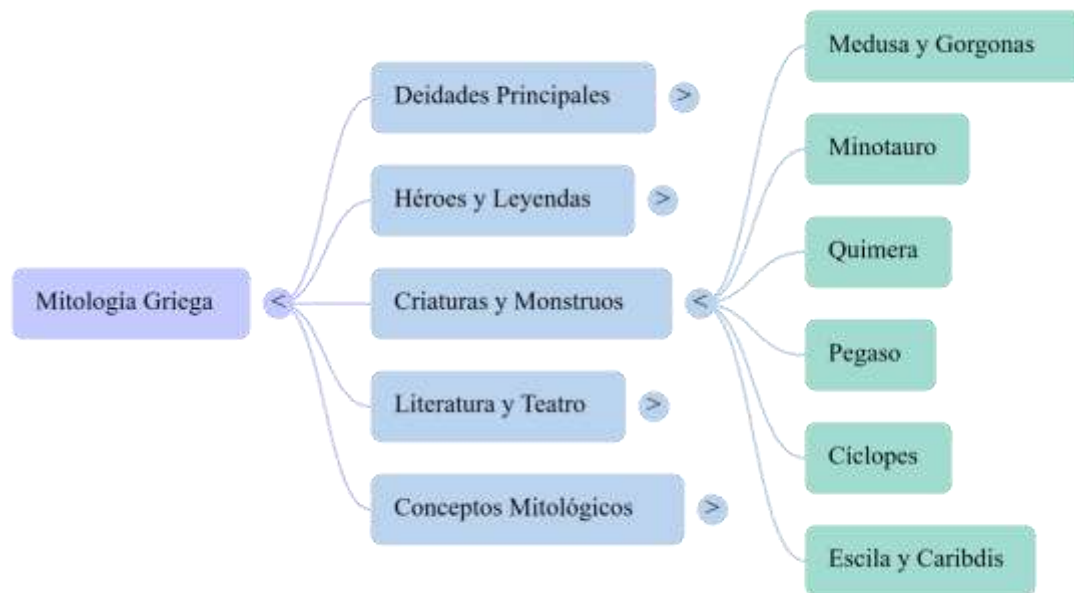 Mitología Griega
<
Deidades Principales
>
Héroes y Leyendas
>
Criaturas y Monstruos
<
Literatura y Teatro
>
Conceptos Mitológicos
>
Medusa y Gorgonas
Minotauro
Quimera
Pegaso
Cíclopes
Escila y Caribdis